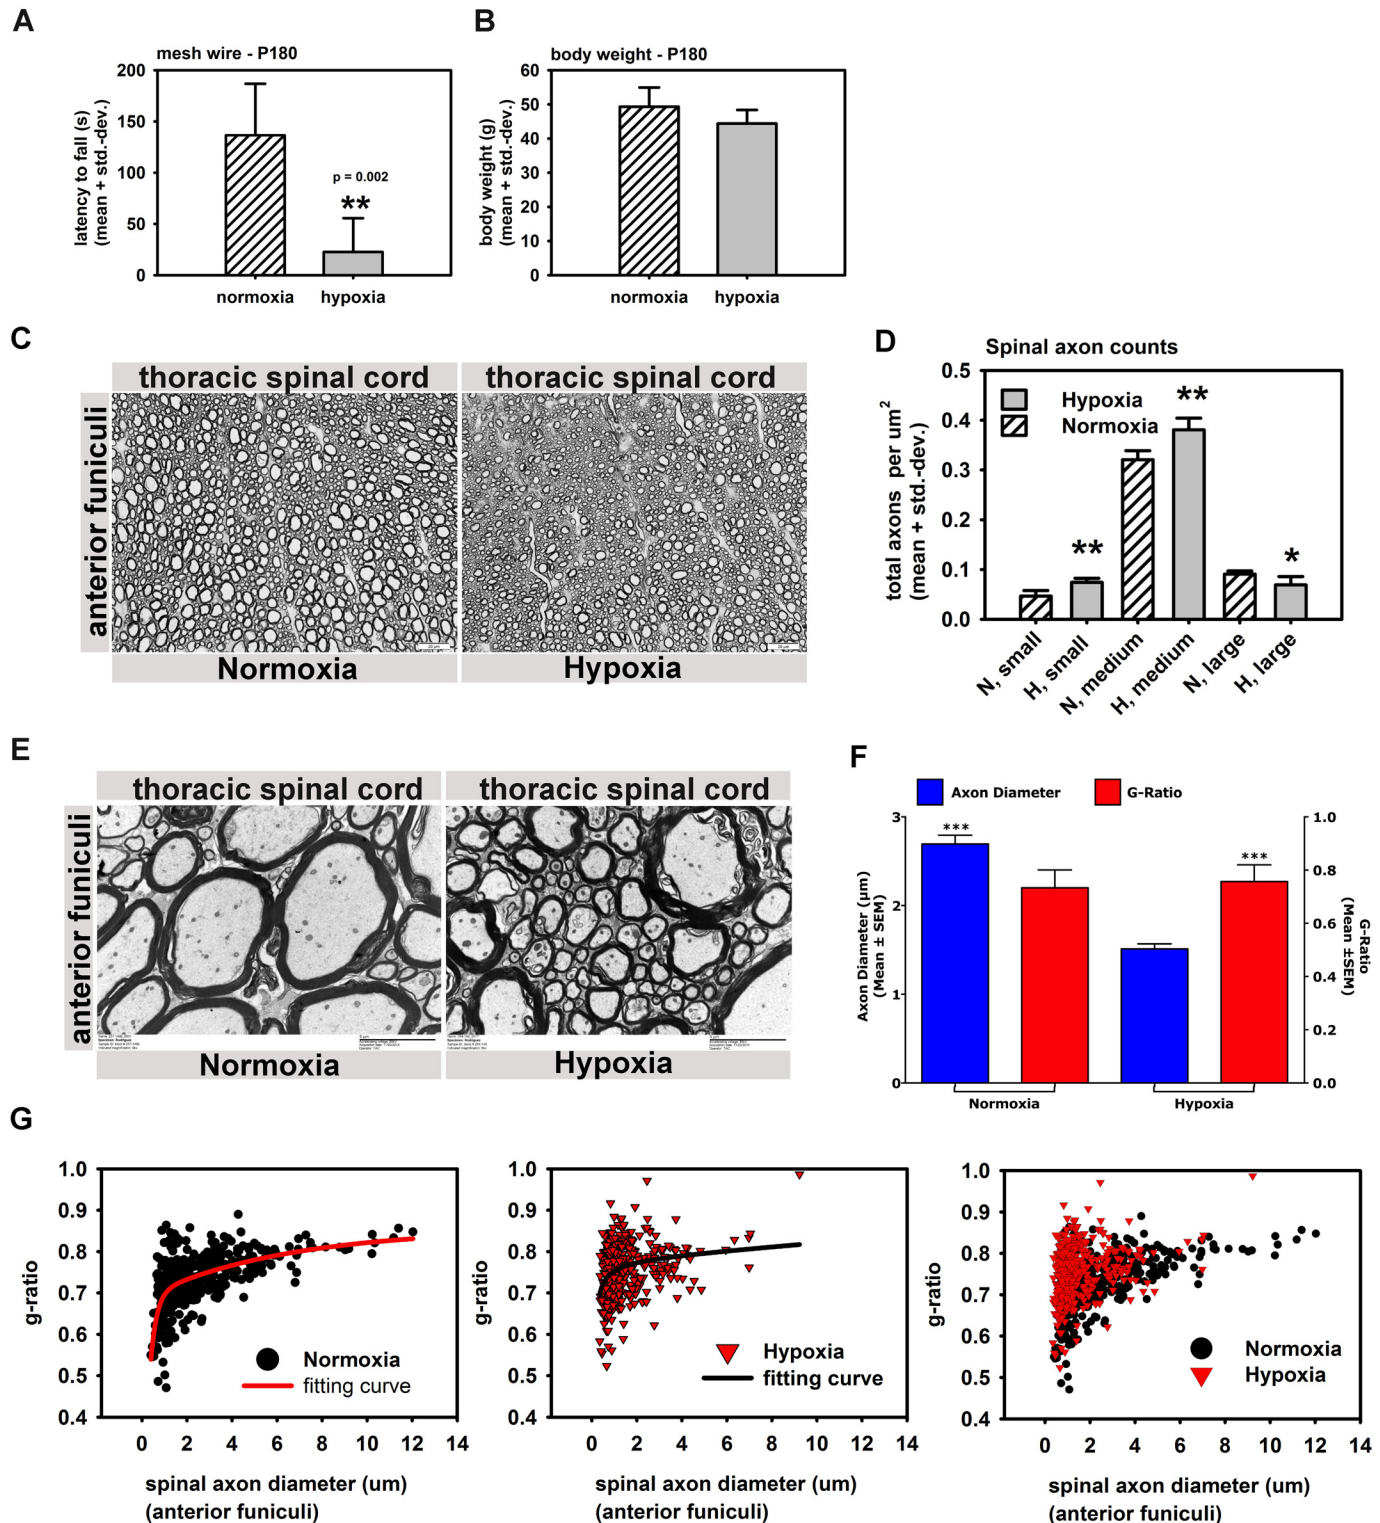 A
mesh wire - P180
latency to fall (s)
(mean + std.-dev.)
200
150
100
50
0
p = 0.002
**
normoxia
hypoxia
B
body weight - P180
body weight (g)
(mean + std.-dev.)
60
50
40
30
20
10
0
normoxia
hypoxia
C
thoracic spinal cord
thoracic spinal cord
anterior funiculi
20 µm
20 µm
Normoxia
Hypoxia
D
Spinal axon counts
total axons per um²
(mean + std.-dev.)
0.5
0.4
0.3
0.2
0.1
0.0
Hypoxia
Normoxia
**
**
*
N, small
H, small
N, medium
H, medium
N, large
H, large
E
thoracic spinal cord
thoracic spinal cord
anterior funiculi
Normoxia
Hypoxia
F
Axon Diameter
G-Ratio
Axon Diameter (µm)
(Mean ± SEM)
3
2
1
0
***
***
1.0
0.8
0.6
0.4
0.2
0.0
G-Ratio
(Mean ±SEM)
Normoxia
Hypoxia
G
g-ratio
1.0
0.9
0.8
0.7
0.6
0.5
0.4
Normoxia
fitting curve
0 2 4 6 8 10 12 14
spinal axon diameter (um)
(anterior funiculi)
g-ratio
1.0
0.9
0.8
0.7
0.6
0.5
0.4
Hypoxia
fitting curve
0 2 4 6 8 10 12 14
spinal axon diameter (um)
(anterior funiculi)
g-ratio
1.0
0.9
0.8
0.7
0.6
0.5
0.4
Normoxia
Hypoxia
0 2 4 6 8 10 12 14
spinal axon diameter (um)
(anterior funiculi)